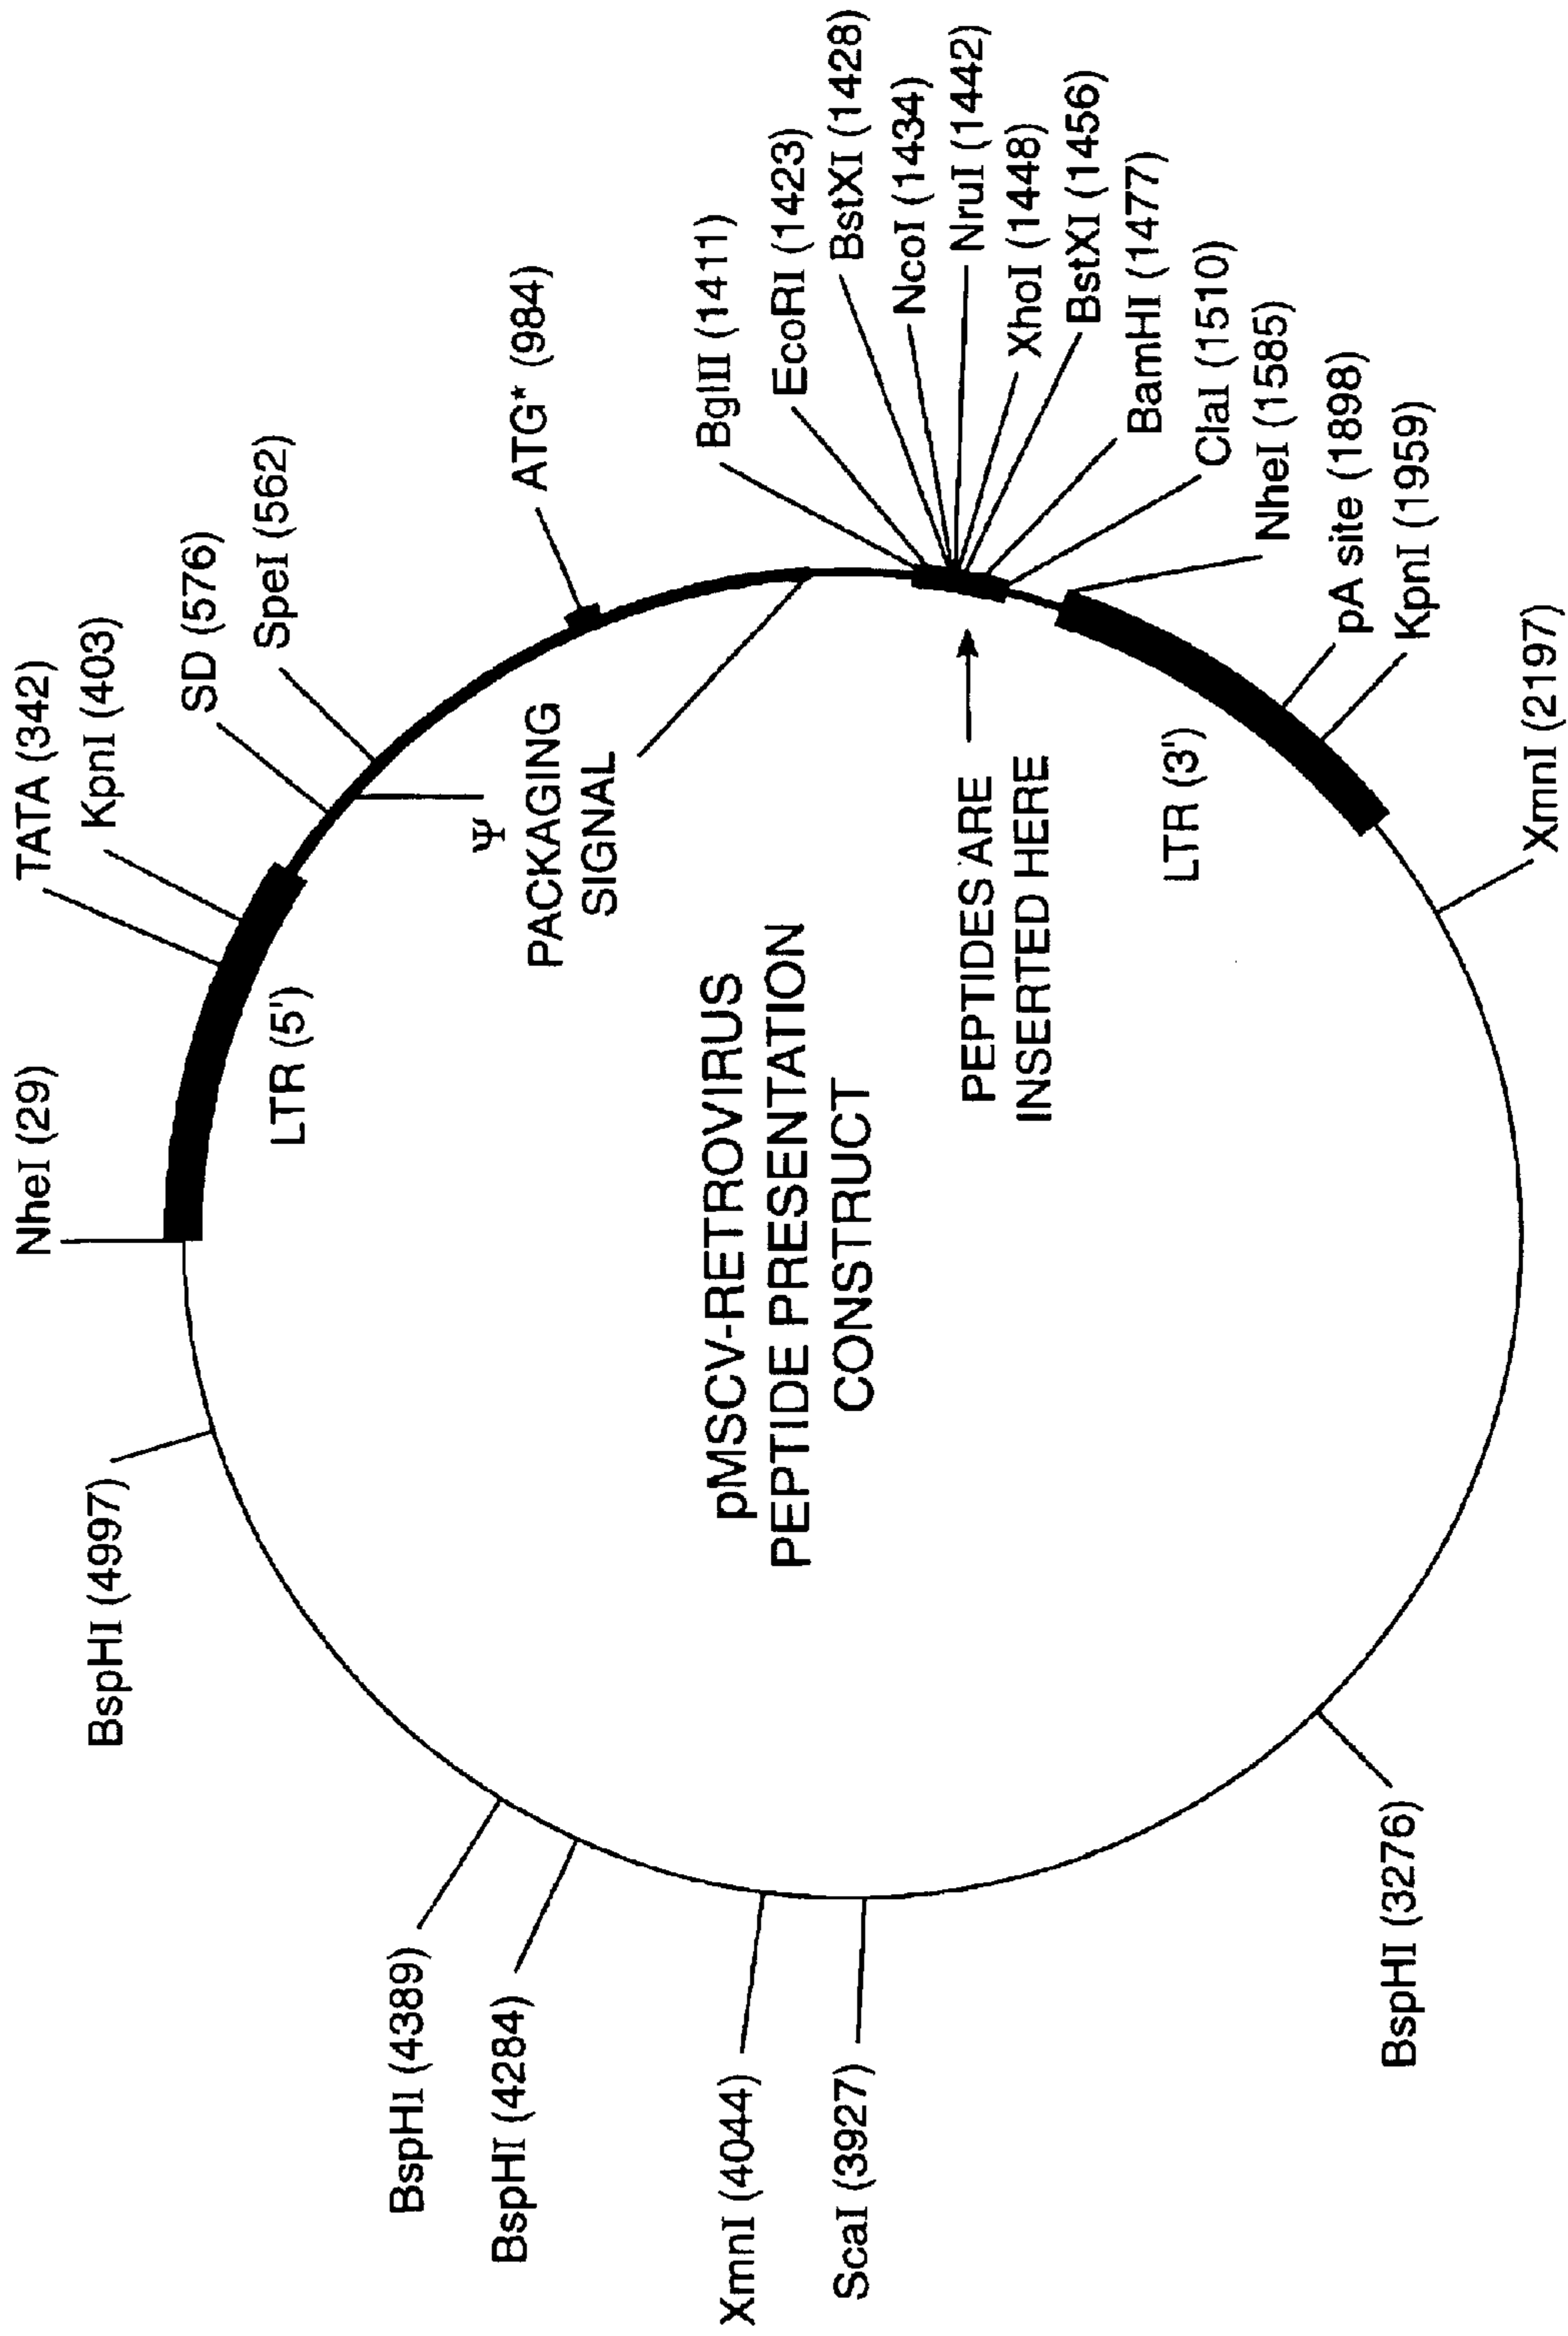 NheI (29)
TATA (342)
KpnI (403)
SD (576)
SpeI (562)
ATG* (984)
BglII (1411)
EcoRI (1423)
BstXI (1428)
NcoI (1434)
NruI (1442)
XhoI (1448)
BstXI (1456)
BamHI (1477)
ClaI (1510)
NheI (1585)
pA site (1898)
KpnI (1959)
XmnI (2197)
BspHI (3276)
ScaI (3927)
XmnI (4044)
BspHI (4284)
BspHI (4389)
BspHI (4997)
LTR (5')
Ψ
PACKAGING
SIGNAL
pMSCV-RETROVIRUS
PEPTIDE PRESENTATION
CONSTRUCT
PEPTIDES ARE
INSERTED HERE
LTR (3')